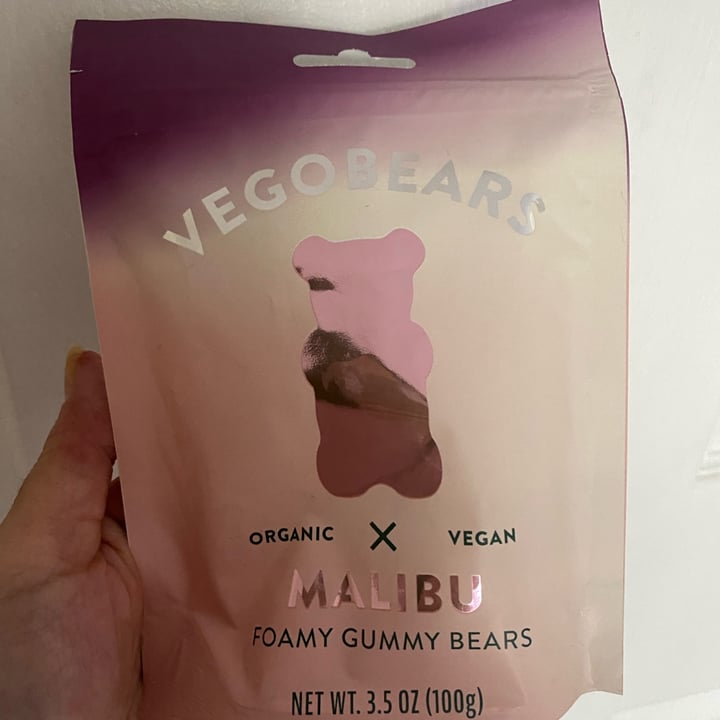 VEGOBEARS
ORGANIC X VEGAN
MALIBU
FOAMY GUMMY BEARS
NET WT. 3.5 OZ (100g)